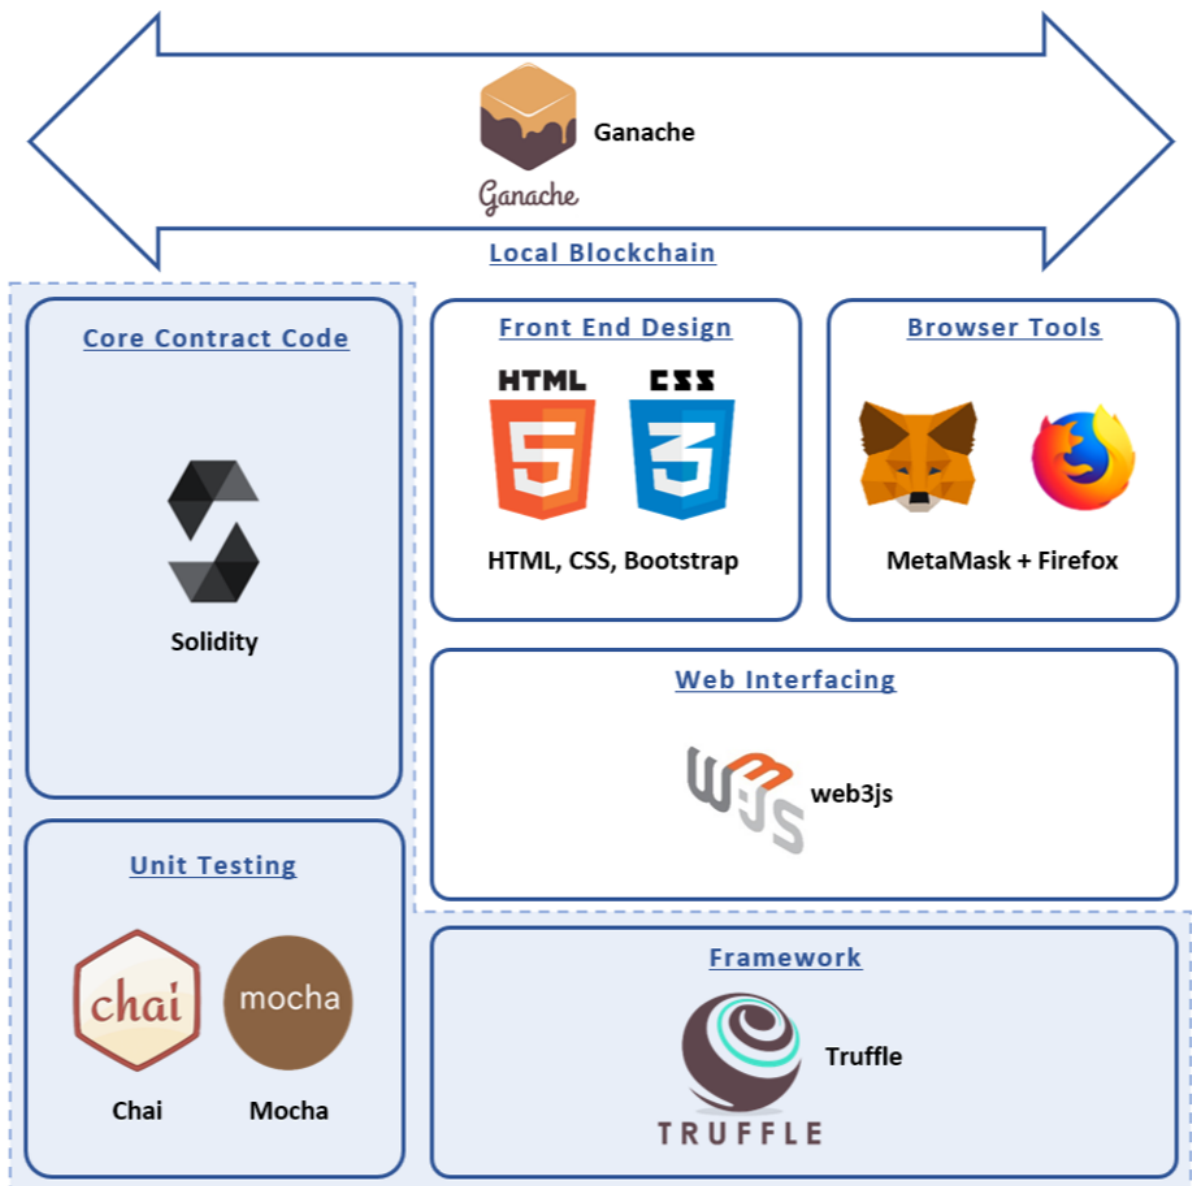 Ganache
Ganache
Local Blockchain
Core Contract Code
Solidity
Front End Design
HTML
CSS
5
3
HTML, CSS, Bootstrap
Browser Tools
MetaMask + Firefox
Web Interfacing
W3JS
web3js
Unit Testing
chai
mocha
Chai
Mocha
Framework
Truffle
TRUFFLE